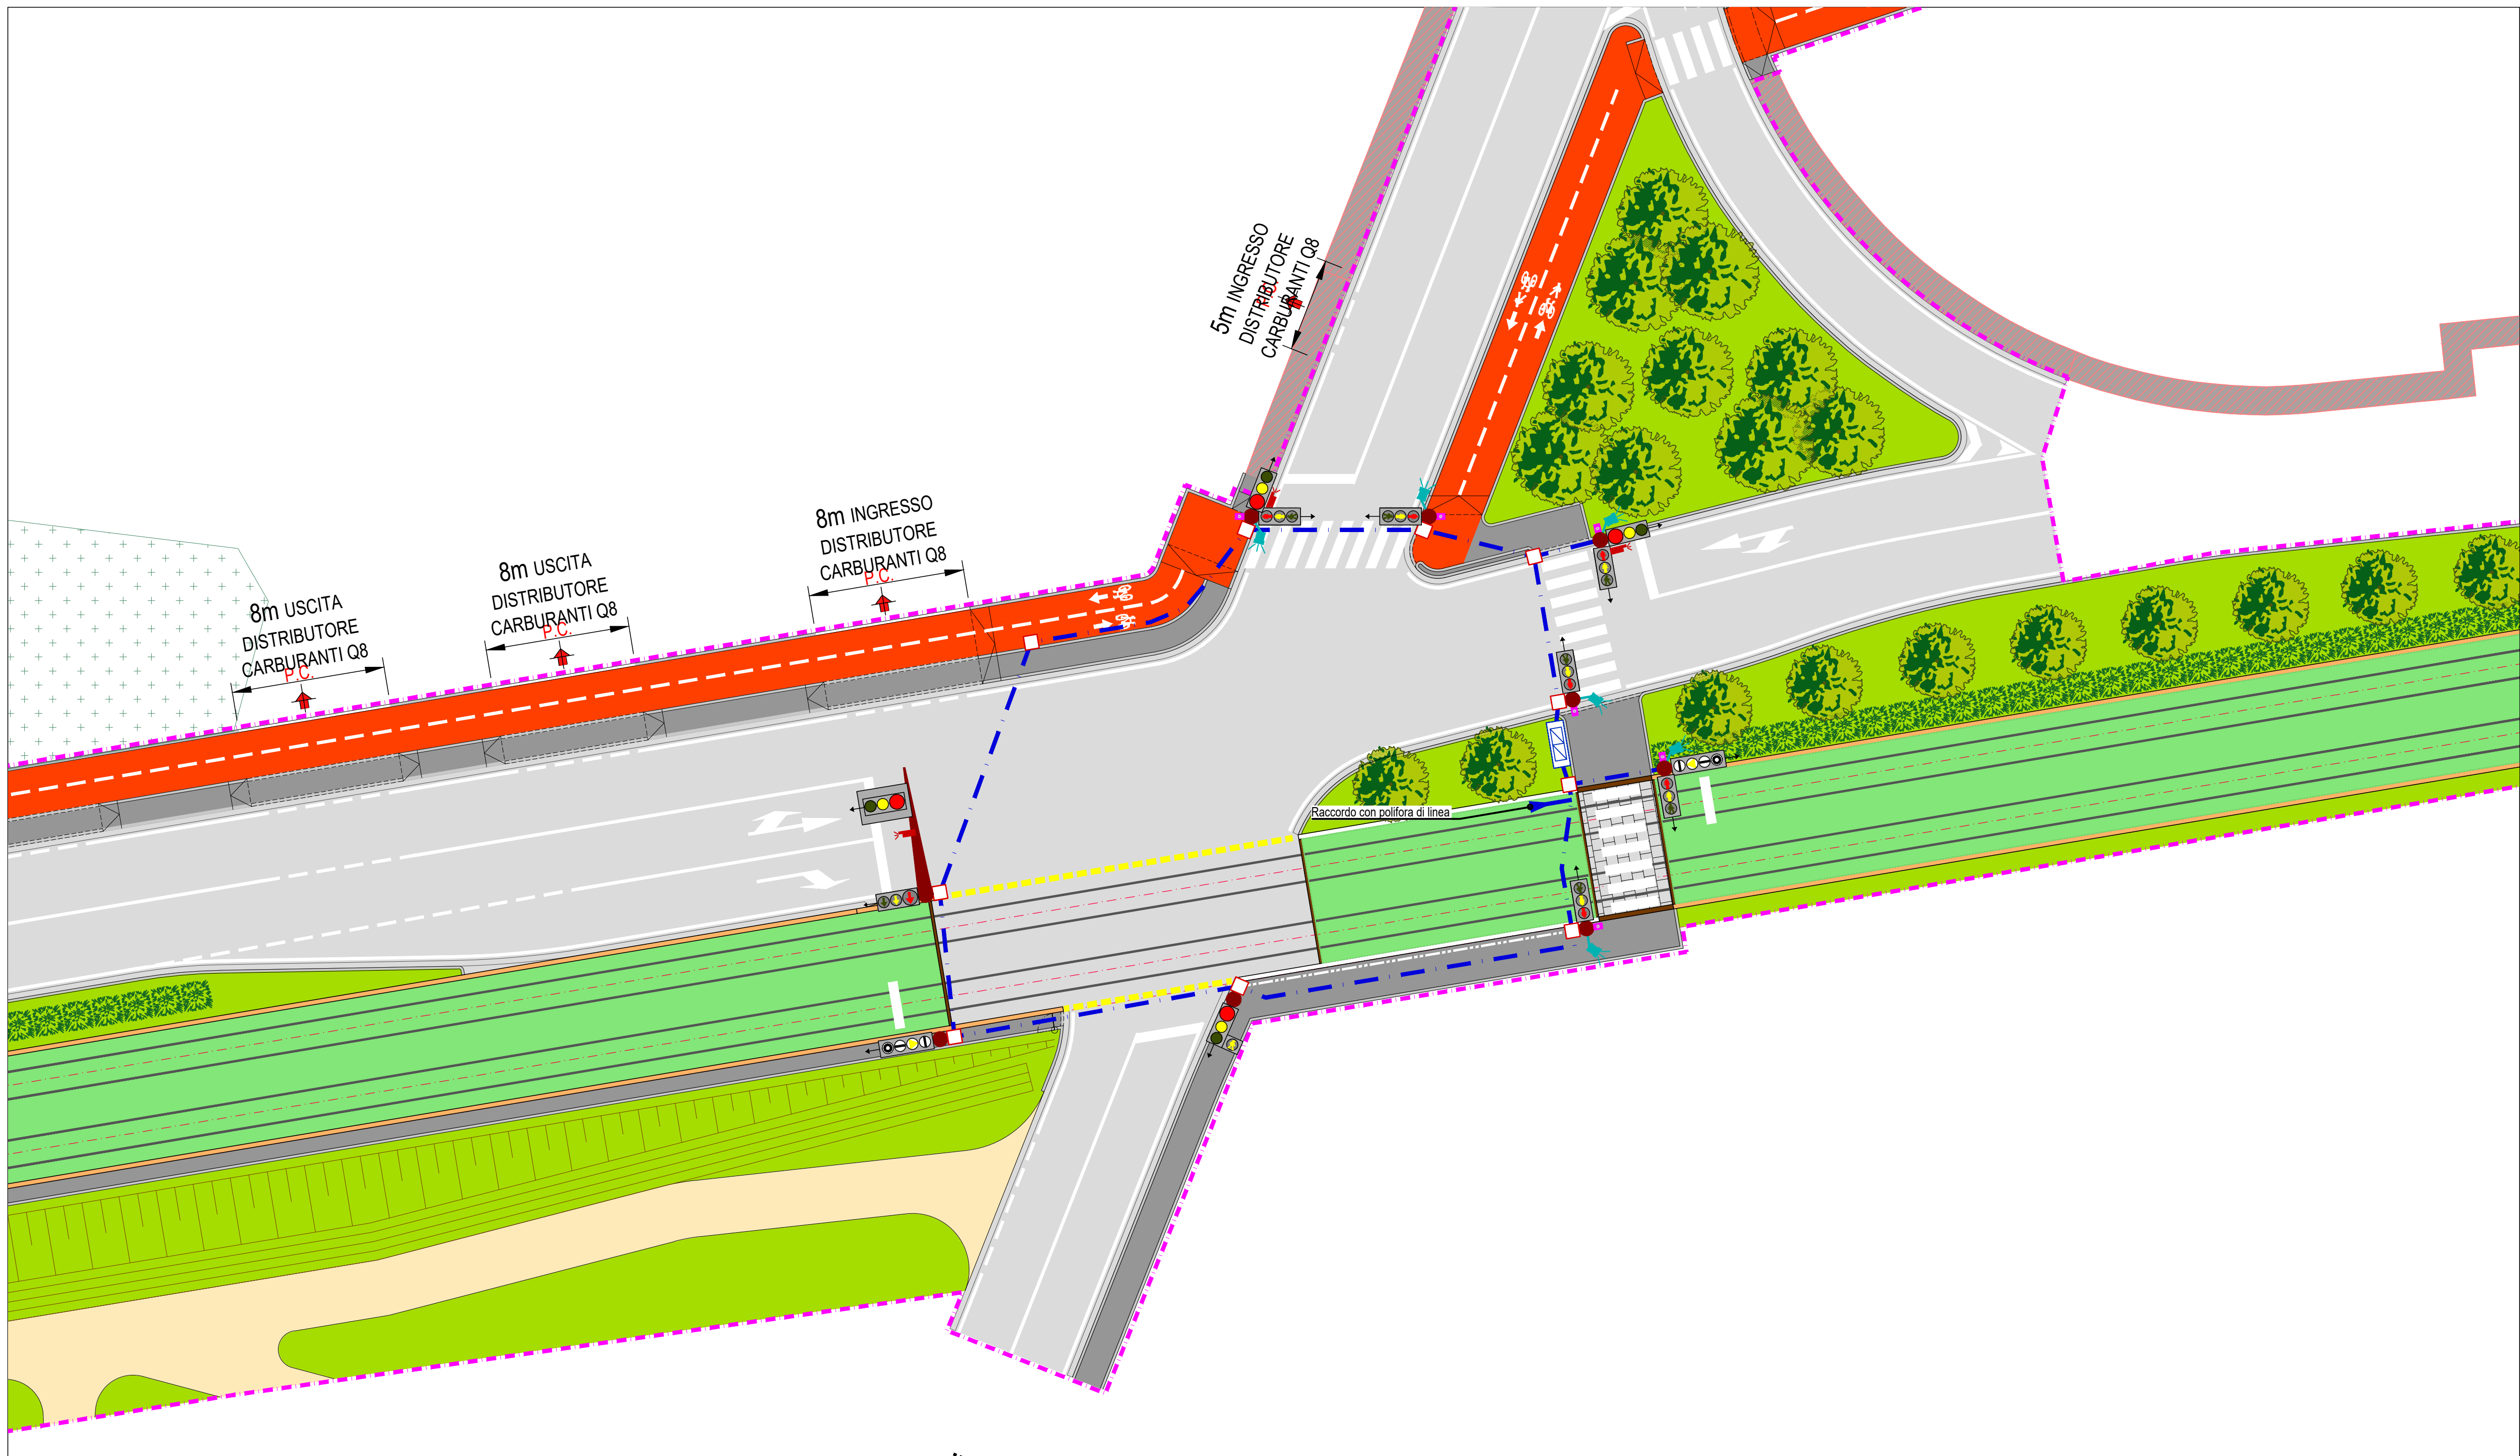 8m USCITA
DISTRIBUTORE
CARBURANTI Q8
P.C.
8m USCITA
DISTRIBUTORE
CARBURANTI Q8
P.C.
8m INGRESSO
DISTRIBUTORE
CARBURANTI Q8
P.C.
5m INGRESSO
DISTRIBUTORE
CARBURANTI Q8
P.C.
Raccordo con polifora di linea